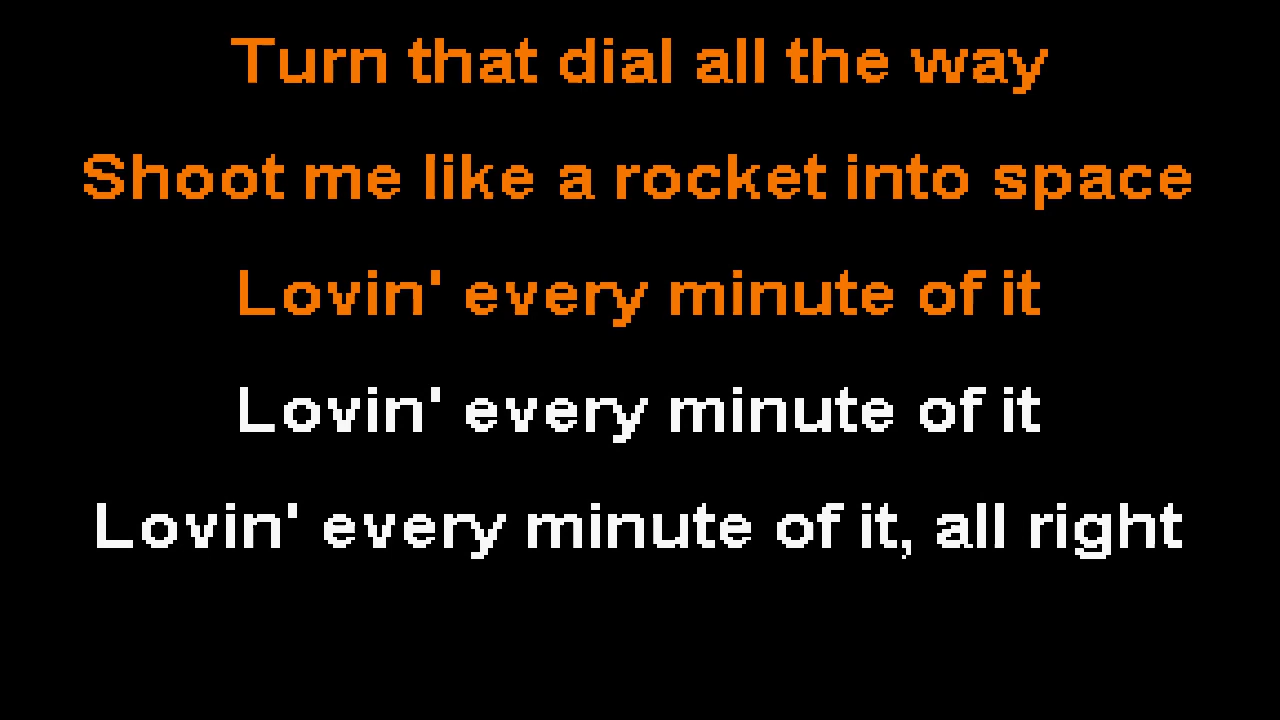 Turn that dial all the way
Shoot me like a rocket into space
Lovin' every minute of it
Lovin' every minute of it
Lovin' every minute of it, all right